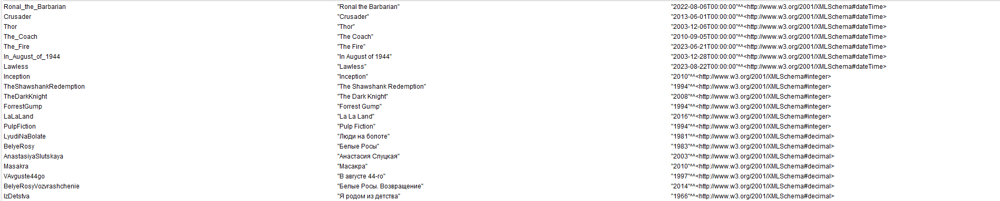 Ronal_the_Barbarian "Ronal the Barbarian" "2022-08-06T00:00:00"^^<http://www.w3.org/2001/XMLSchema#dateTime>
Crusader "Crusader" "2013-06-01T00:00:00"^^<http://www.w3.org/2001/XMLSchema#dateTime>
Thor "Thor" "2003-12-06T00:00:00"^^<http://www.w3.org/2001/XMLSchema#dateTime>
The_Coach "The Coach" "2010-09-05T00:00:00"^^<http://www.w3.org/2001/XMLSchema#dateTime>
The_Fire "The Fire" "2023-06-21T00:00:00"^^<http://www.w3.org/2001/XMLSchema#dateTime>
In_August_of_1944 "In August of 1944" "2003-12-28T00:00:00"^^<http://www.w3.org/2001/XMLSchema#dateTime>
Lawless "Lawless" "2023-08-22T00:00:00"^^<http://www.w3.org/2001/XMLSchema#dateTime>
Inception "Inception" "2010"^^<http://www.w3.org/2001/XMLSchema#integer>
TheShawshankRedemption "The Shawshank Redemption" "1994"^^<http://www.w3.org/2001/XMLSchema#integer>
TheDarkKnight "The Dark Knight" "2008"^^<http://www.w3.org/2001/XMLSchema#integer>
ForrestGump "Forrest Gump" "1994"^^<http://www.w3.org/2001/XMLSchema#integer>
LaLaLand "La La Land" "2016"^^<http://www.w3.org/2001/XMLSchema#integer>
PulpFiction "Pulp Fiction" "1994"^^<http://www.w3.org/2001/XMLSchema#integer>
LyudiNaBolate "Люди на болоте" "1981"^^<http://www.w3.org/2001/XMLSchema#decimal>
BelyeRosy "Белые Росы" "1983"^^<http://www.w3.org/2001/XMLSchema#decimal>
AnastasiyaSlutskaya "Анастасия Слуцкая" "2003"^^<http://www.w3.org/2001/XMLSchema#decimal>
Masakra "Масакра" "2010"^^<http://www.w3.org/2001/XMLSchema#decimal>
VAvguste44go "В августе 44-го" "1997"^^<http://www.w3.org/2001/XMLSchema#decimal>
BelyeRosyVozvrashchenie "Белые Росы. Возвращение" "2014"^^<http://www.w3.org/2001/XMLSchema#decimal>
IzDetstva "Я родом из детства" "1966"^^<http://www.w3.org/2001/XMLSchema#decimal>